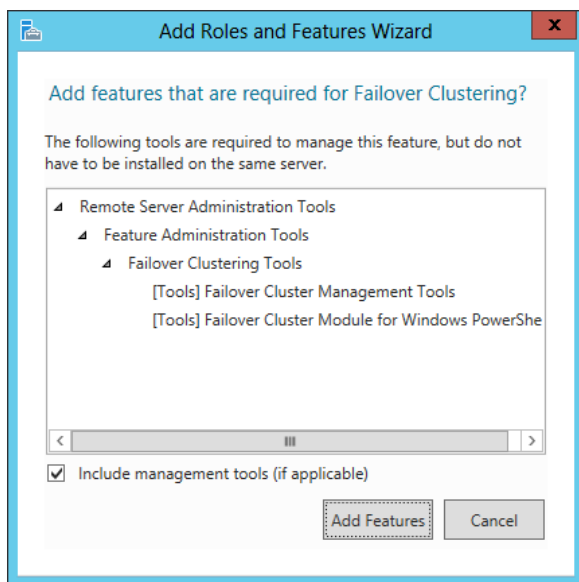 Add Roles and Features Wizard
x
Add features that are required for Failover Clustering?
The following tools are required to manage this feature, but do not
have to be installed on the same server.
Remote Server Administration Tools
Feature Administration Tools
Failover Clustering Tools
[Tools] Failover Cluster Management Tools
[Tools] Failover Cluster Module for Windows PowerShe
Include management tools (if applicable)
Add Features Cancel